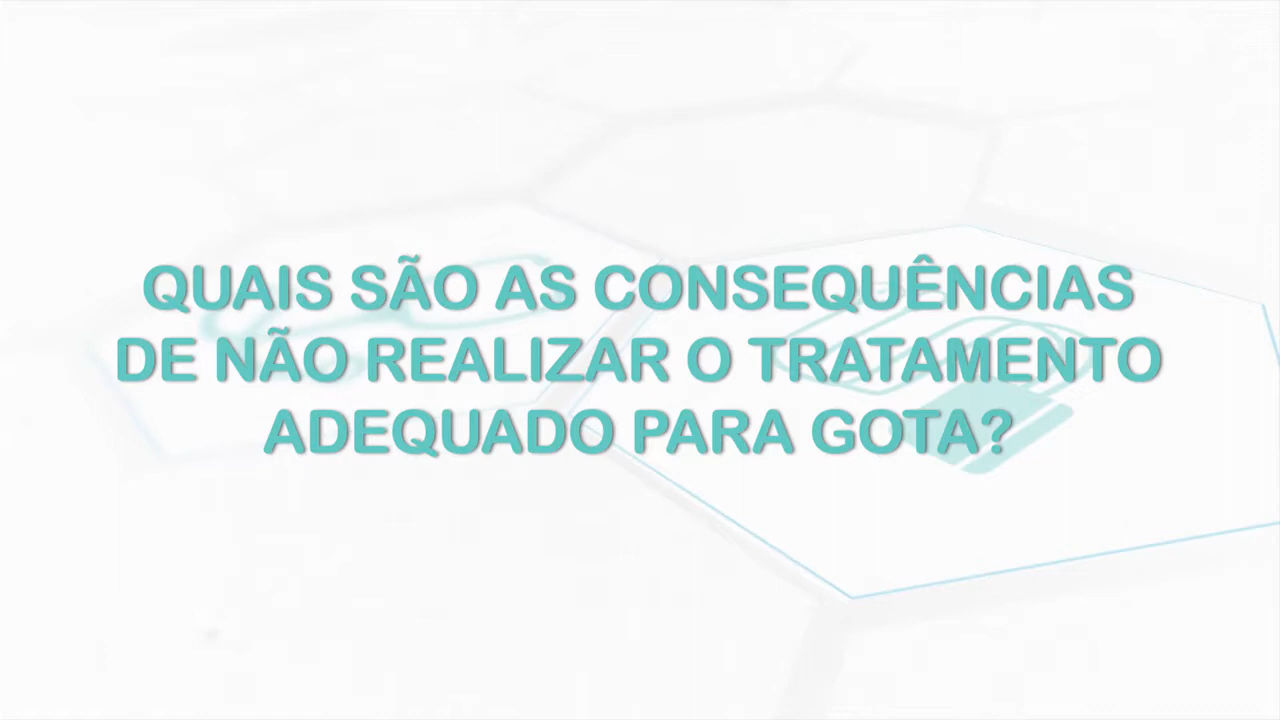 QUAIS SÃO AS CONSEQUÊNCIAS
DE NÃO REALIZAR O TRATAMENTO
ADEQUADO PARA GOTA?